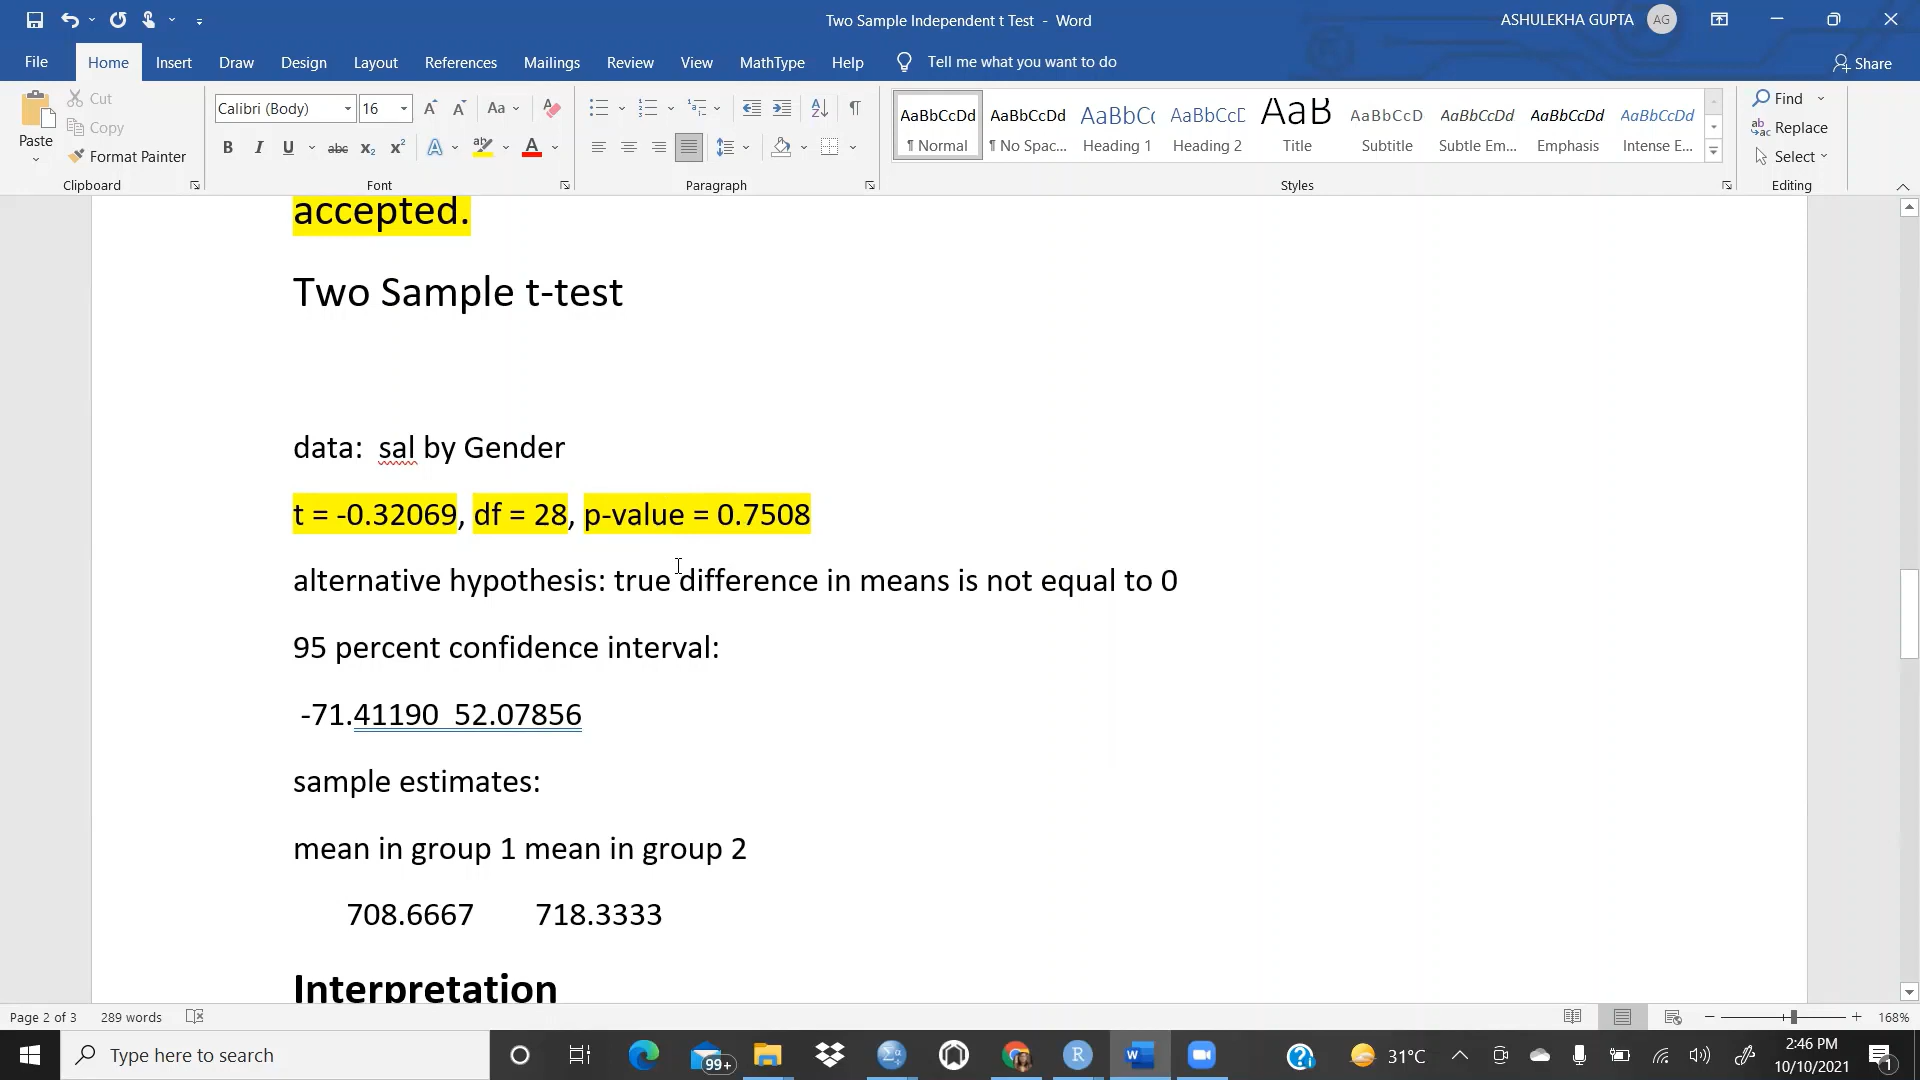 Two Sample Independent t Test - Word
ASHULEKHA GUPTA
AG
File Home Insert Draw Design Layout References Mailings Review View MathType Help Tell me what you want to do Share
Paste
Cut
Copy
Format Painter
Clipboard
Calibri (Body) 16
Font
Paragraph
AaBbCcDd AaBbCcDd AaBbCc AaBbCcD AaB AaBbCcD AaBbCcDd AaBbCcDd AaBbCcDd
¶ Normal ¶ No Spac... Heading 1 Heading 2 Title Subtitle Subtle Em... Emphasis Intense E...
Styles
Find
Replace
Select
Editing
accepted.
Two Sample t-test
data: sal by Gender
t = -0.32069, df = 28, p-value = 0.7508
alternative hypothesis: true difference in means is not equal to 0
95 percent confidence interval:
-71.41190 52.07856
sample estimates:
mean in group 1 mean in group 2
708.6667 718.3333
Interpretation
Page 2 of 3 289 words 168%
Type here to search
99+
31°C
2:46 PM
10/10/2021
1